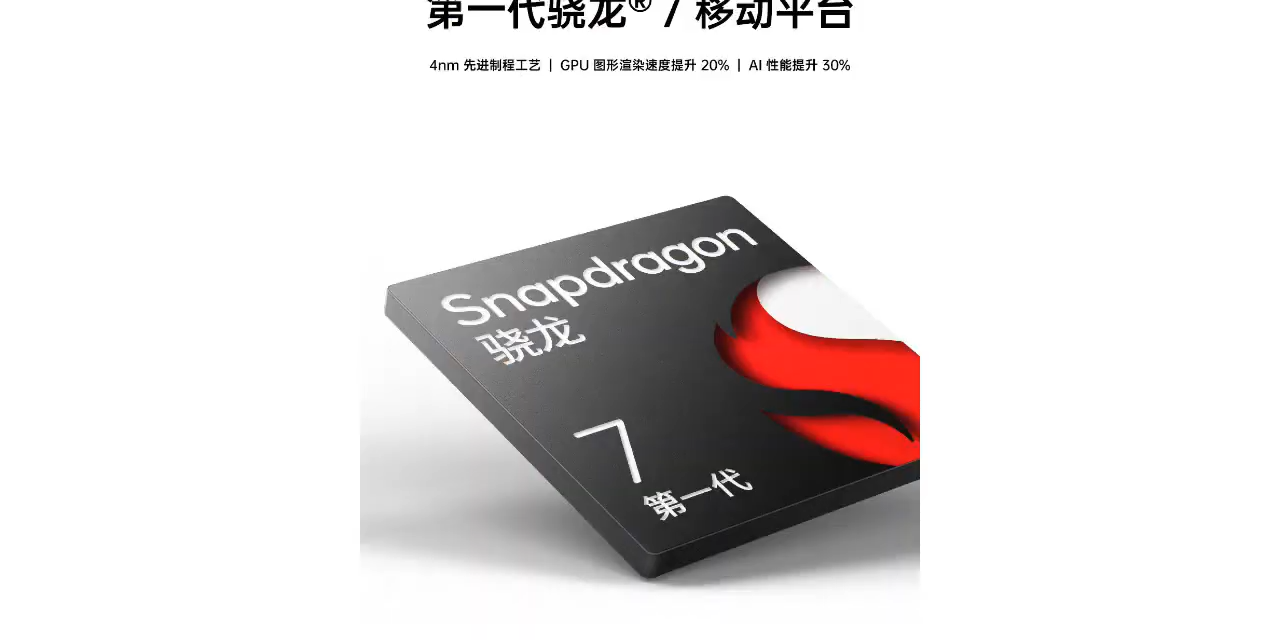 第一代骁龙® 7 移动平台
4nm 先进制程工艺 | GPU 图形渲染速度提升 20% | AI 性能提升 30%
Snapdragon
骁龙
7
第一代